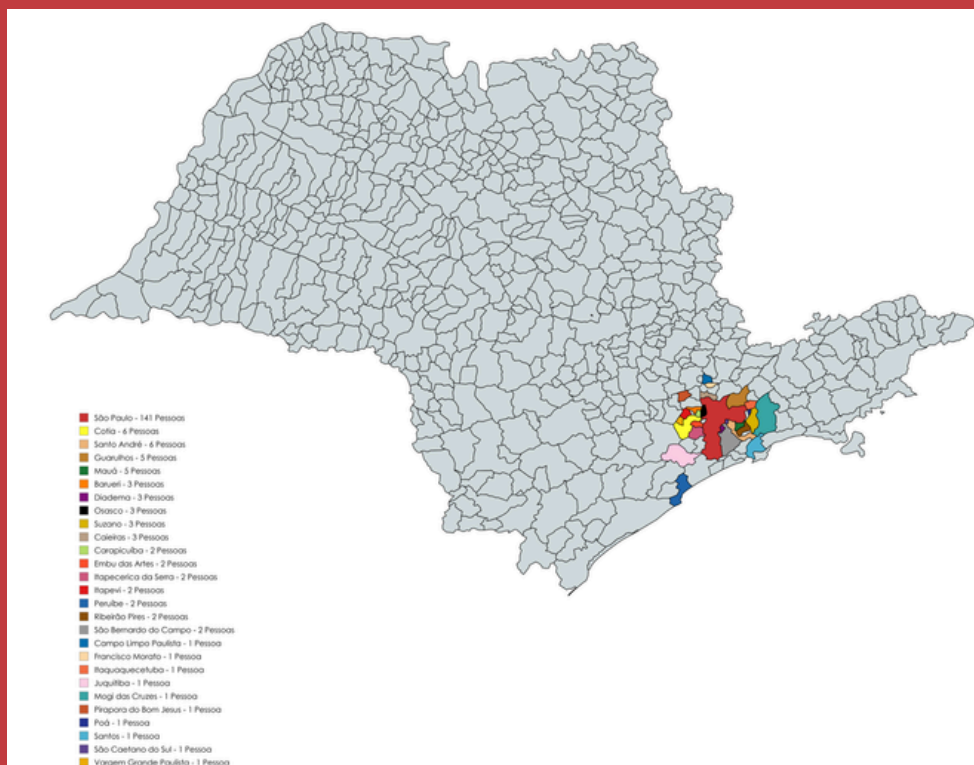 São Paulo - 141 Pessoas
Cotia - 6 Pessoas
Santo André - 6 Pessoas
Guarulhos - 5 Pessoas
Mauá - 5 Pessoas
Barueri - 3 Pessoas
Diadema - 3 Pessoas
Osasco - 3 Pessoas
Suzano - 3 Pessoas
Caieiras - 3 Pessoas
Carapicuíba - 2 Pessoas
Embu das Artes - 2 Pessoas
Itapecerica da Serra - 2 Pessoas
Itapevi - 2 Pessoas
Peruíbe - 2 Pessoas
Ribeirão Pires - 2 Pessoas
São Bernardo do Campo - 2 Pessoas
Campo Limpo Paulista - 1 Pessoa
Francisco Morato - 1 Pessoa
Itaquaquecetuba - 1 Pessoa
Juquitiba - 1 Pessoa
Mogi das Cruzes - 1 Pessoa
Pirapora do Bom Jesus - 1 Pessoa
Poá - 1 Pessoa
Santos - 1 Pessoa
São Caetano do Sul - 1 Pessoa
Vargem Grande Paulista - 1 Pessoa